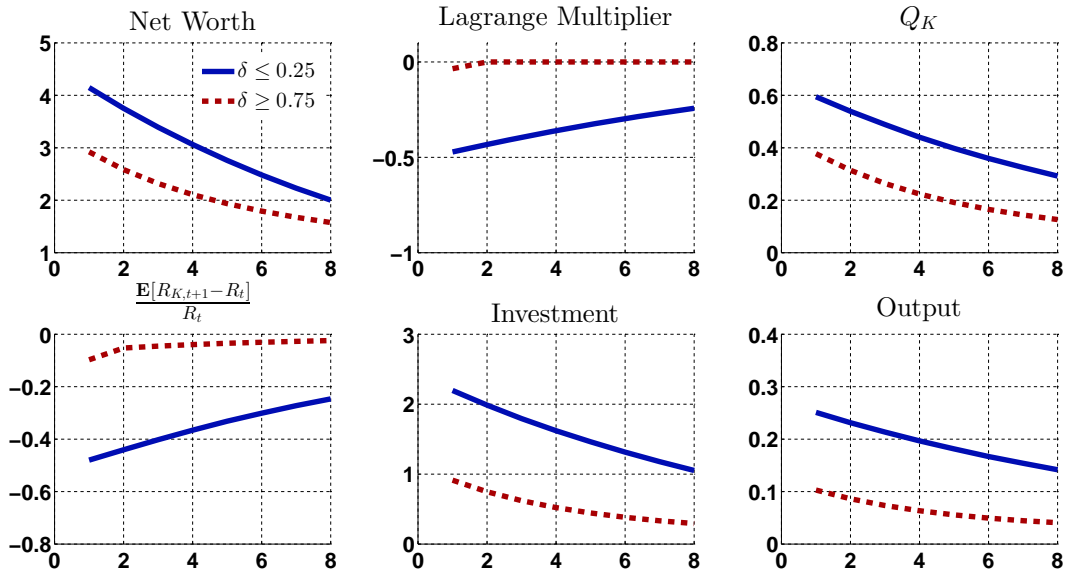 Net Worth
5
4
3
2
1
0 2 4 6 8
δ ≤ 0.25
δ ≥ 0.75
Lagrange Multiplier
0
−0.5
−1
0 2 4 6 8
Q_K
0.8
0.6
0.4
0.2
0
0 2 4 6 8
E[R_{K,t+1}−R_t]
R_t
0
−0.2
−0.4
−0.6
−0.8
0 2 4 6 8
Investment
3
2
1
0
0 2 4 6 8
Output
0.4
0.3
0.2
0.1
0
0 2 4 6 8